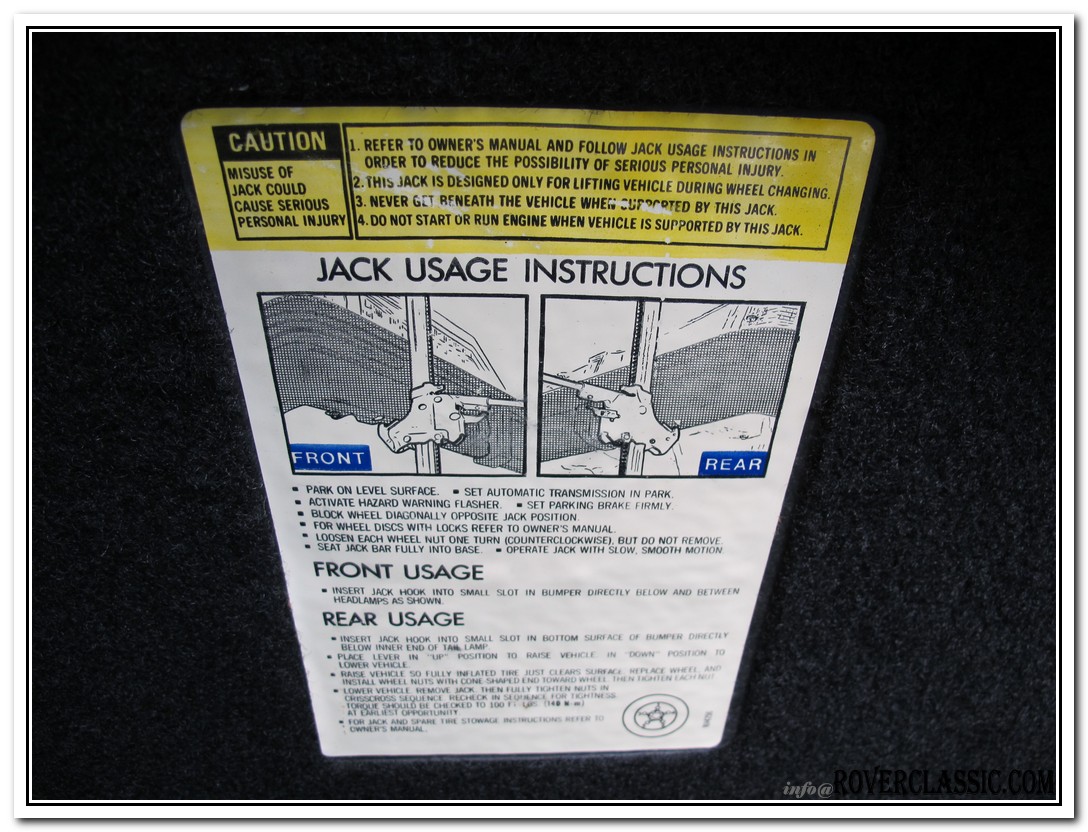 CAUTION
MISUSE OF
JACK COULD
CAUSE SERIOUS
PERSONAL INJURY
1. REFER TO OWNER'S MANUAL AND FOLLOW JACK USAGE INSTRUCTIONS IN
ORDER TO REDUCE THE POSSIBILITY OF SERIOUS PERSONAL INJURY.
2. THIS JACK IS DESIGNED ONLY FOR LIFTING VEHICLE DURING WHEEL CHANGING.
3. NEVER GET BENEATH THE VEHICLE WHEN SUPPORTED BY THIS JACK.
4. DO NOT START OR RUN ENGINE WHEN VEHICLE IS SUPPORTED BY THIS JACK.
JACK USAGE INSTRUCTIONS
FRONT
REAR
▪ PARK ON LEVEL SURFACE. ▪ SET AUTOMATIC TRANSMISSION IN PARK.
▪ ACTIVATE HAZARD WARNING FLASHER. ▪ SET PARKING BRAKE FIRMLY.
▪ BLOCK WHEEL DIAGONALLY OPPOSITE JACK POSITION.
▪ FOR WHEEL DISCS WITH LOCKS REFER TO OWNER'S MANUAL.
▪ LOOSEN EACH WHEEL NUT ONE TURN (COUNTERCLOCKWISE), BUT DO NOT REMOVE.
▪ SEAT JACK BAR FULLY INTO BASE. ▪ OPERATE JACK WITH SLOW, SMOOTH MOTION.
FRONT USAGE
▪ INSERT JACK HOOK INTO SMALL SLOT IN BUMPER DIRECTLY BELOW AND BETWEEN
HEADLAMPS AS SHOWN.
REAR USAGE
▪ INSERT JACK HOOK INTO SMALL SLOT IN BOTTOM SURFACE OF BUMPER DIRECTLY
BELOW INNER END OF TAIL LAMP.
▪ PLACE LEVER IN "UP" POSITION TO RAISE VEHICLE. IN "DOWN" POSITION TO
LOWER VEHICLE.
▪ RAISE VEHICLE SO FULLY INFLATED TIRE JUST CLEARS SURFACE. REPLACE WHEEL, AND
INSTALL WHEEL NUTS WITH CONE-SHAPED END TOWARD WHEEL. THEN TIGHTEN EACH NUT.
▪ LOWER VEHICLE, REMOVE JACK, THEN FULLY TIGHTEN NUTS IN
CRISSCROSS SEQUENCE. RECHECK IN SEQUENCE FOR TIGHTNESS.
TORQUE SHOULD BE CHECKED TO 100 FT. LBS. (140 N·m)
AT EARLIEST OPPORTUNITY.
▪ FOR JACK AND SPARE TIRE STOWAGE INSTRUCTIONS REFER TO
OWNER'S MANUAL.
info@ROVERCLASSIC.COM